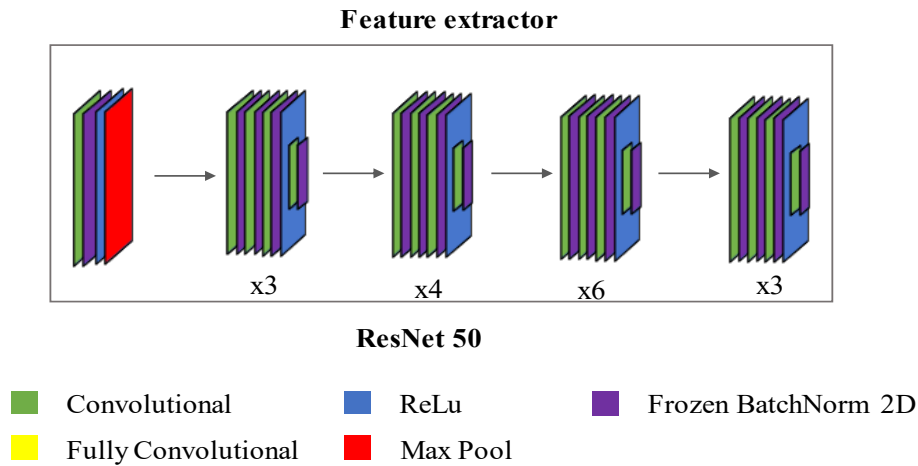 Feature extractor
x3
x4
x6
x3
ResNet 50
Convolutional
ReLu
Frozen BatchNorm 2D
Fully Convolutional
Max Pool